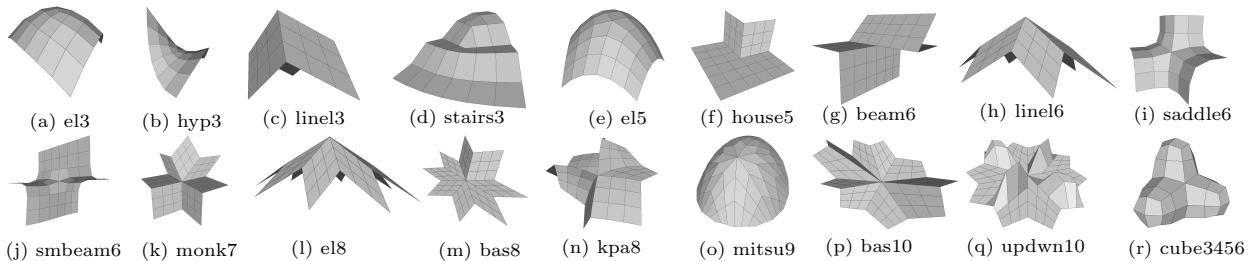 (a) el3 (b) hyp3 (c) linel3 (d) stairs3 (e) el5 (f) house5 (g) beam6 (h) linel6 (i) saddle6
(j) smbeam6 (k) monk7 (l) el8 (m) bas8 (n) kpa8 (o) mitsu9 (p) bas10 (q) updwn10 (r) cube3456